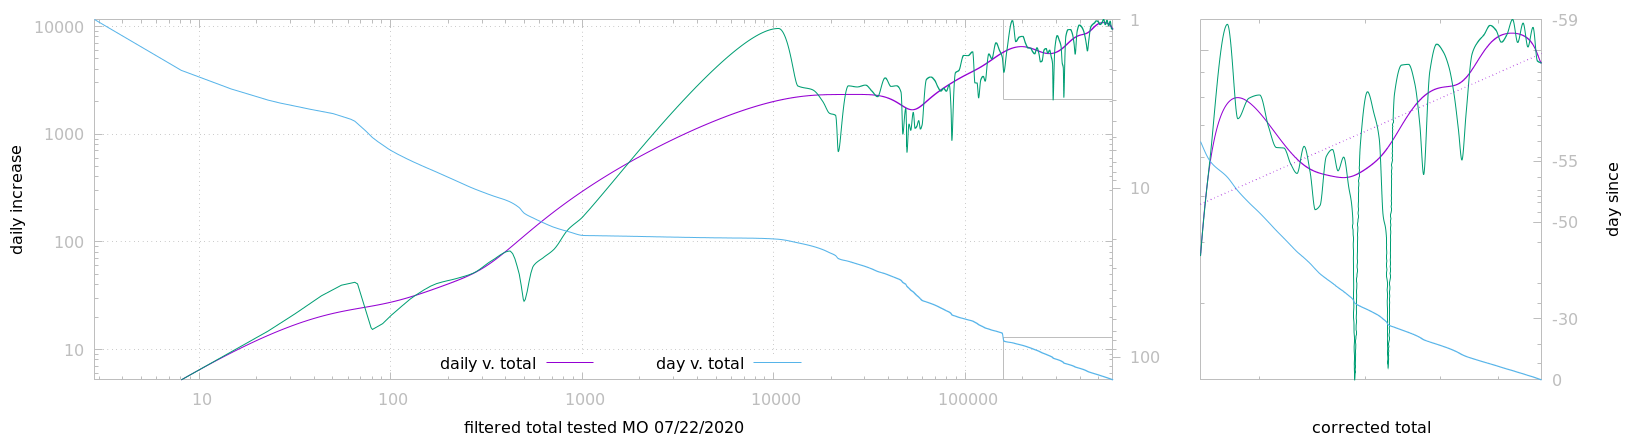 10000
1000
100
10
daily increase
10
100
1000
10000
100000
1
10
100
daily v. total
day v. total
filtered total tested MO 07/22/2020
-59
-55
-50
-30
0
day since
corrected total